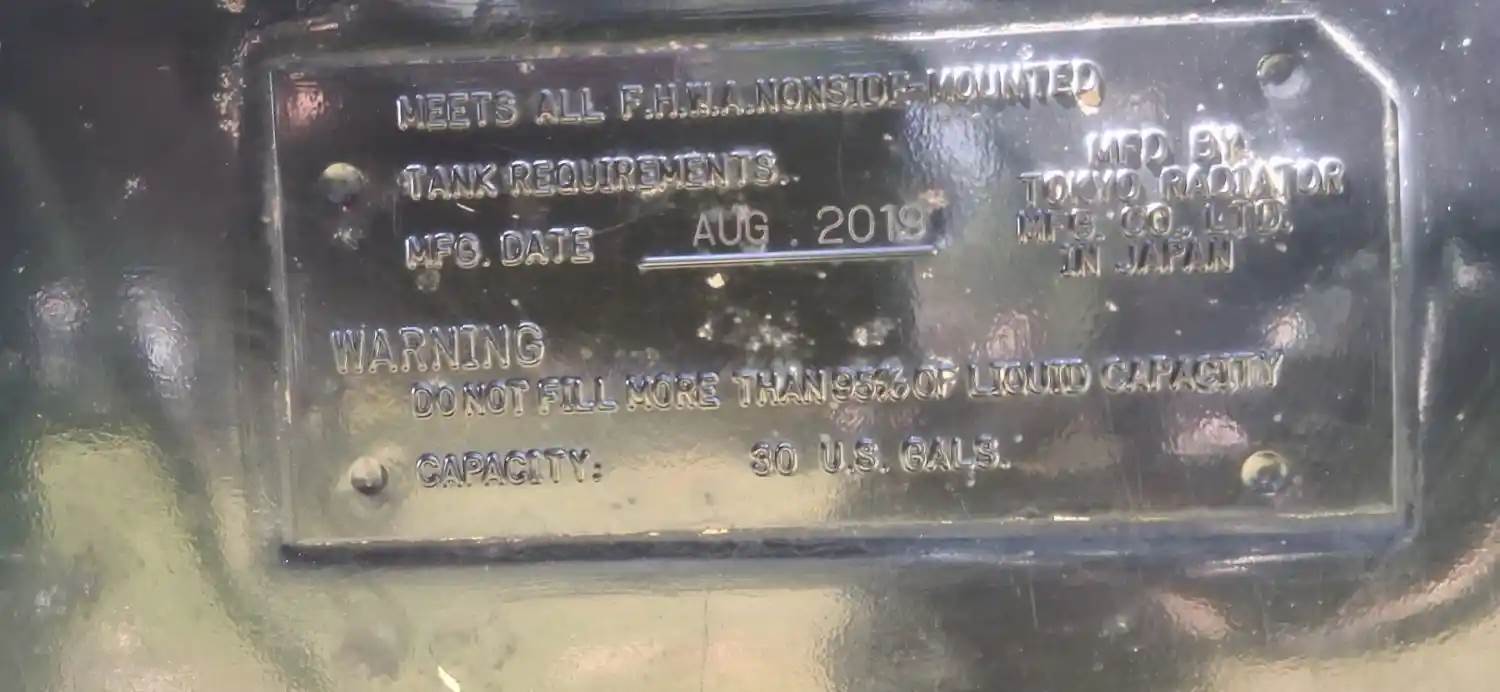 MEETS ALL F.H.W.A.NONSIDE-MOUNTED
TANK REQUIREMENTS.
MFG. DATE AUG . 2019
MFD. BY:
TOKYO RADIATOR
MFG. CO., LTD.
IN JAPAN
WARNING
DO NOT FILL MORE THAN 95% OF LIQUID CAPACITIY
CAPACITY: 30 U.S. GALS.